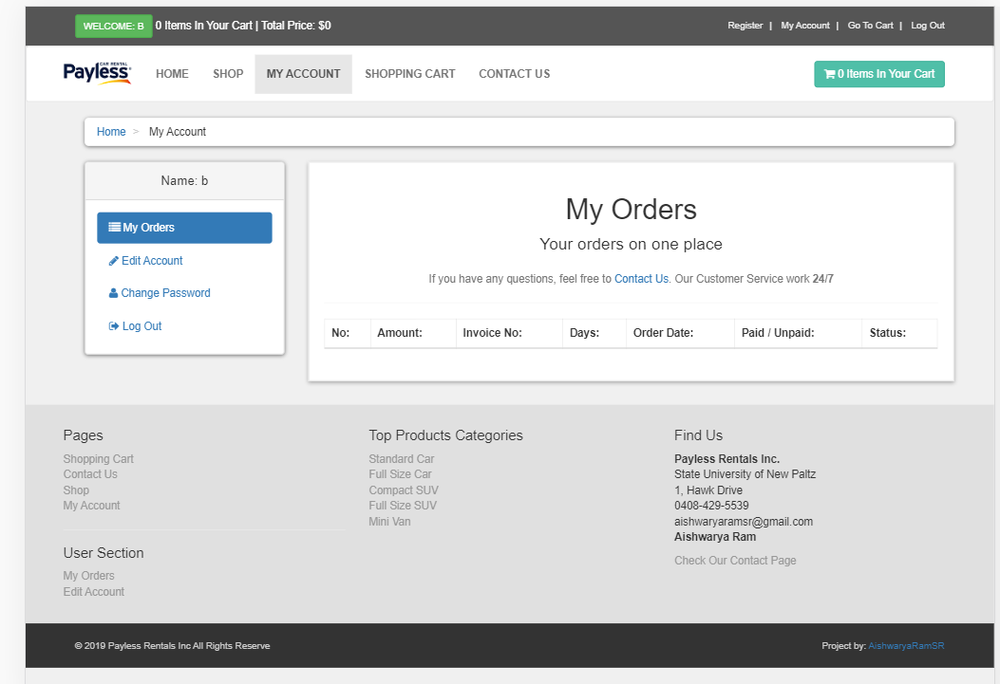 WELCOME: B 0 Items In Your Cart | Total Price: $0
Register | My Account | Go To Cart | Log Out
Payless CAR RENTAL
HOME SHOP MY ACCOUNT SHOPPING CART CONTACT US
0 Items In Your Cart
Home > My Account
Name: b
My Orders
Edit Account
Change Password
Log Out
My Orders
Your orders on one place
If you have any questions, feel free to Contact Us. Our Customer Service work 24/7
No: Amount: Invoice No: Days: Order Date: Paid / Unpaid: Status:
Pages
Shopping Cart
Contact Us
Shop
My Account
User Section
My Orders
Edit Account
Top Products Categories
Standard Car
Full Size Car
Compact SUV
Full Size SUV
Mini Van
Find Us
Payless Rentals Inc.
State University of New Paltz
1, Hawk Drive
0408-429-5539
aishwaryaramsr@gmail.com
Aishwarya Ram
Check Our Contact Page
© 2019 Payless Rentals Inc All Rights Reserve
Project by: AishwaryaRamSR